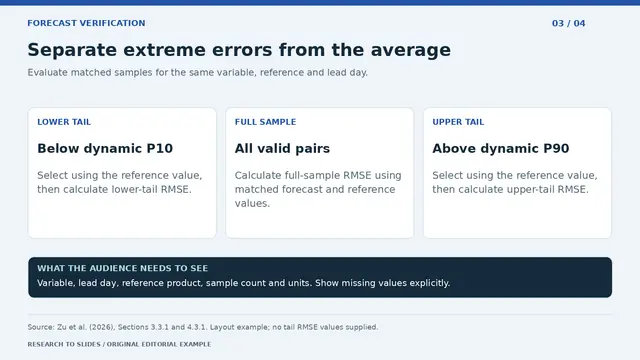 FORECAST VERIFICATION
03 / 04
Separate extreme errors from the average
Evaluate matched samples for the same variable, reference and lead day.
LOWER TAIL
Below dynamic P10
Select using the reference value,
then calculate lower-tail RMSE.
FULL SAMPLE
All valid pairs
Calculate full-sample RMSE using
matched forecast and reference
values.
UPPER TAIL
Above dynamic P90
Select using the reference value,
then calculate upper-tail RMSE.
WHAT THE AUDIENCE NEEDS TO SEE
Variable, lead day, reference product, sample count and units. Show missing values explicitly.
Source: Zu et al. (2026), Sections 3.3.1 and 4.3.1. Layout example; no tail RMSE values supplied.
RESEARCH TO SLIDES / ORIGINAL EDITORIAL EXAMPLE